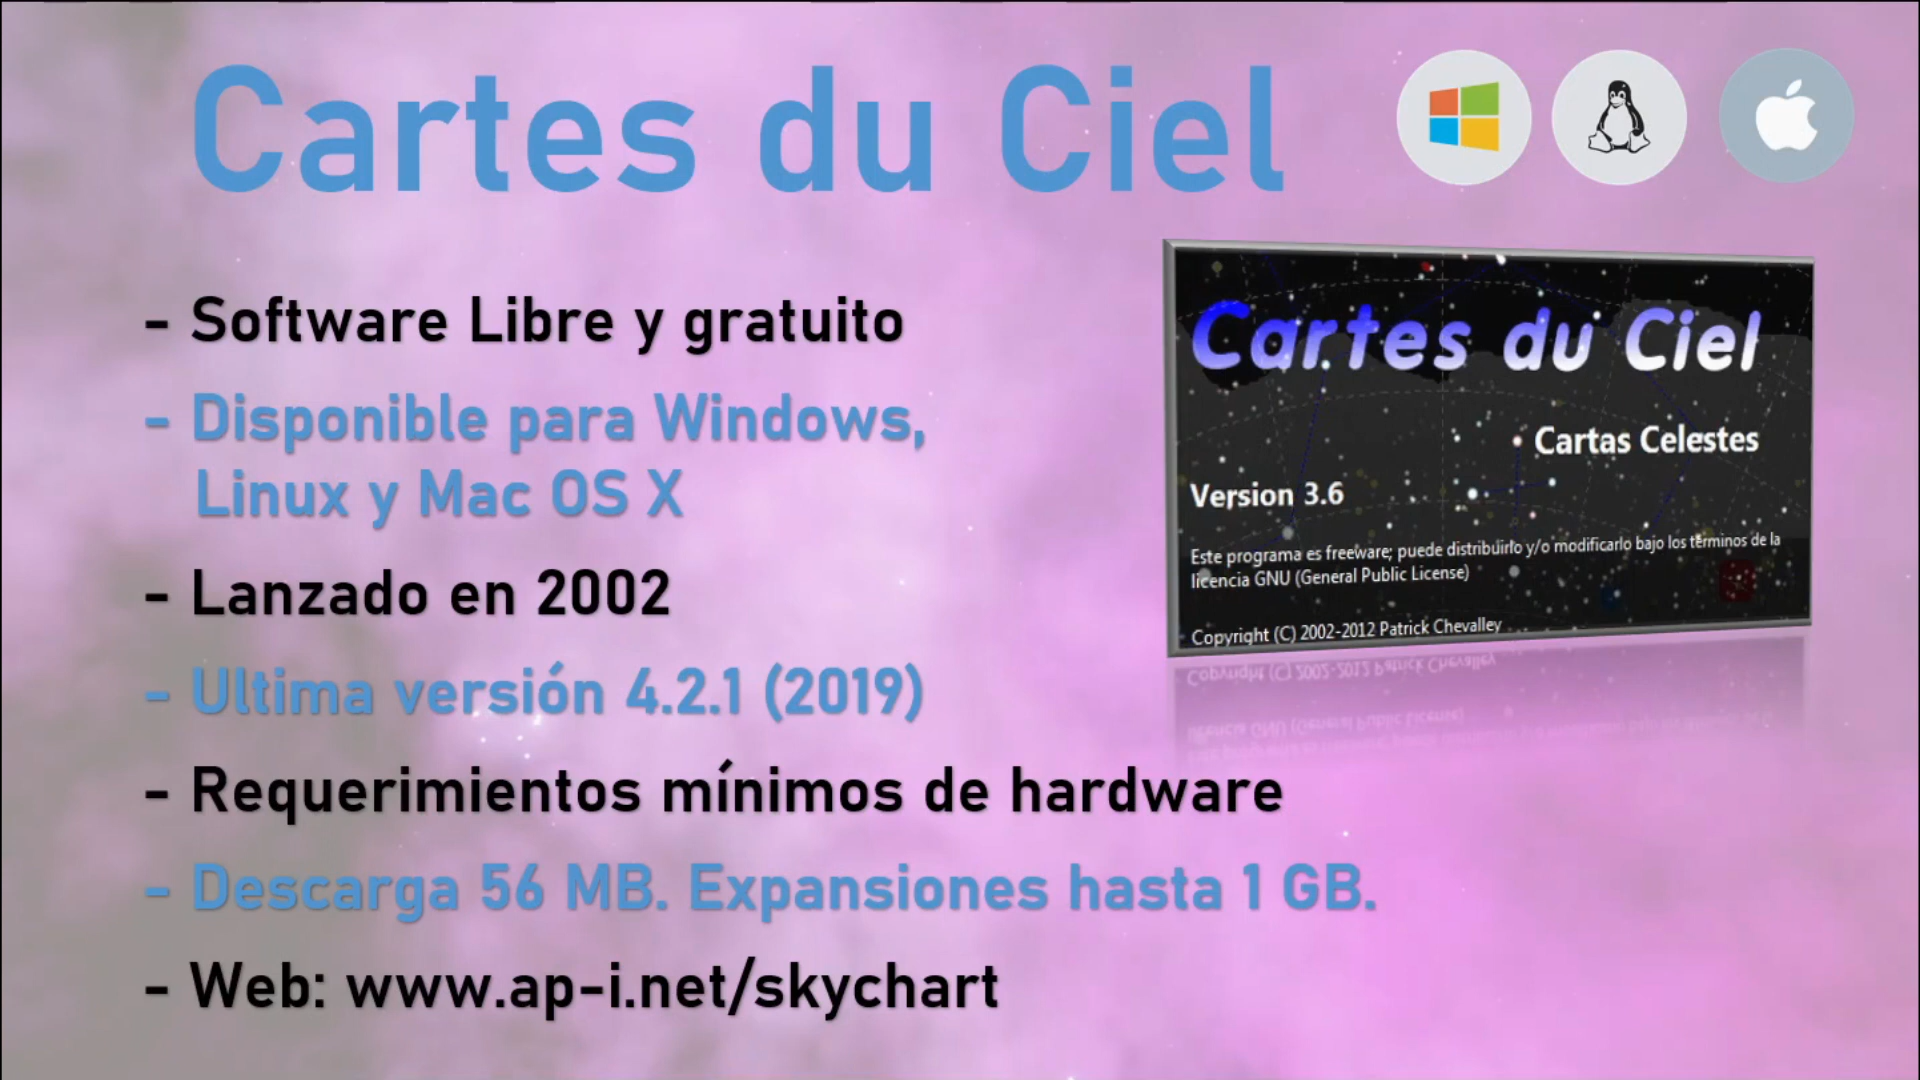 Cartes du Ciel
- Software Libre y gratuito
- Disponible para Windows,
Linux y Mac OS X
- Lanzado en 2002
- Ultima versión 4.2.1 (2019)
- Requerimientos mínimos de hardware
- Descarga 56 MB. Expansiones hasta 1 GB.
- Web: www.ap-i.net/skychart
Cartes du Ciel
Cartas Celestes
Version 3.6
Este programa es freeware; puede distribuirlo y/o modificarlo bajo los términos de la
licencia GNU (General Public License)
Copyright (C) 2002-2012 Patrick Chevalley